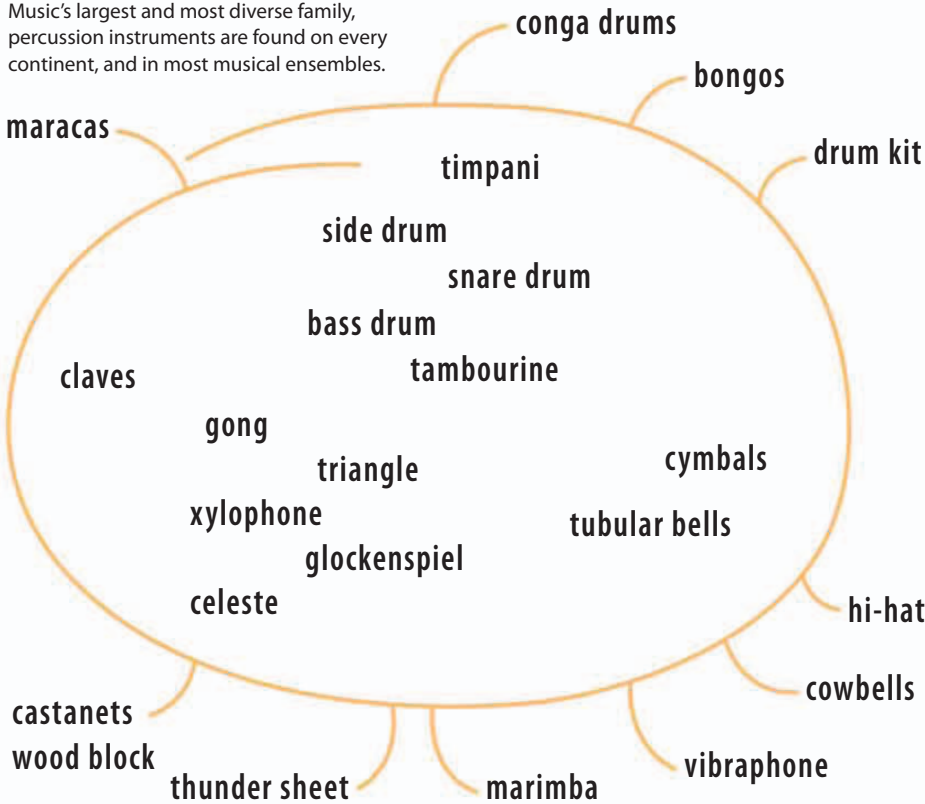 Music's largest and most diverse family,
percussion instruments are found on every
continent, and in most musical ensembles.
conga drums
bongos
maracas
drum kit
timpani
side drum
snare drum
bass drum
tambourine
claves
gong
cymbals
triangle
xylophone
tubular bells
glockenspiel
celeste
hi-hat
cowbells
castanets
wood block
vibraphone
thunder sheet
marimba